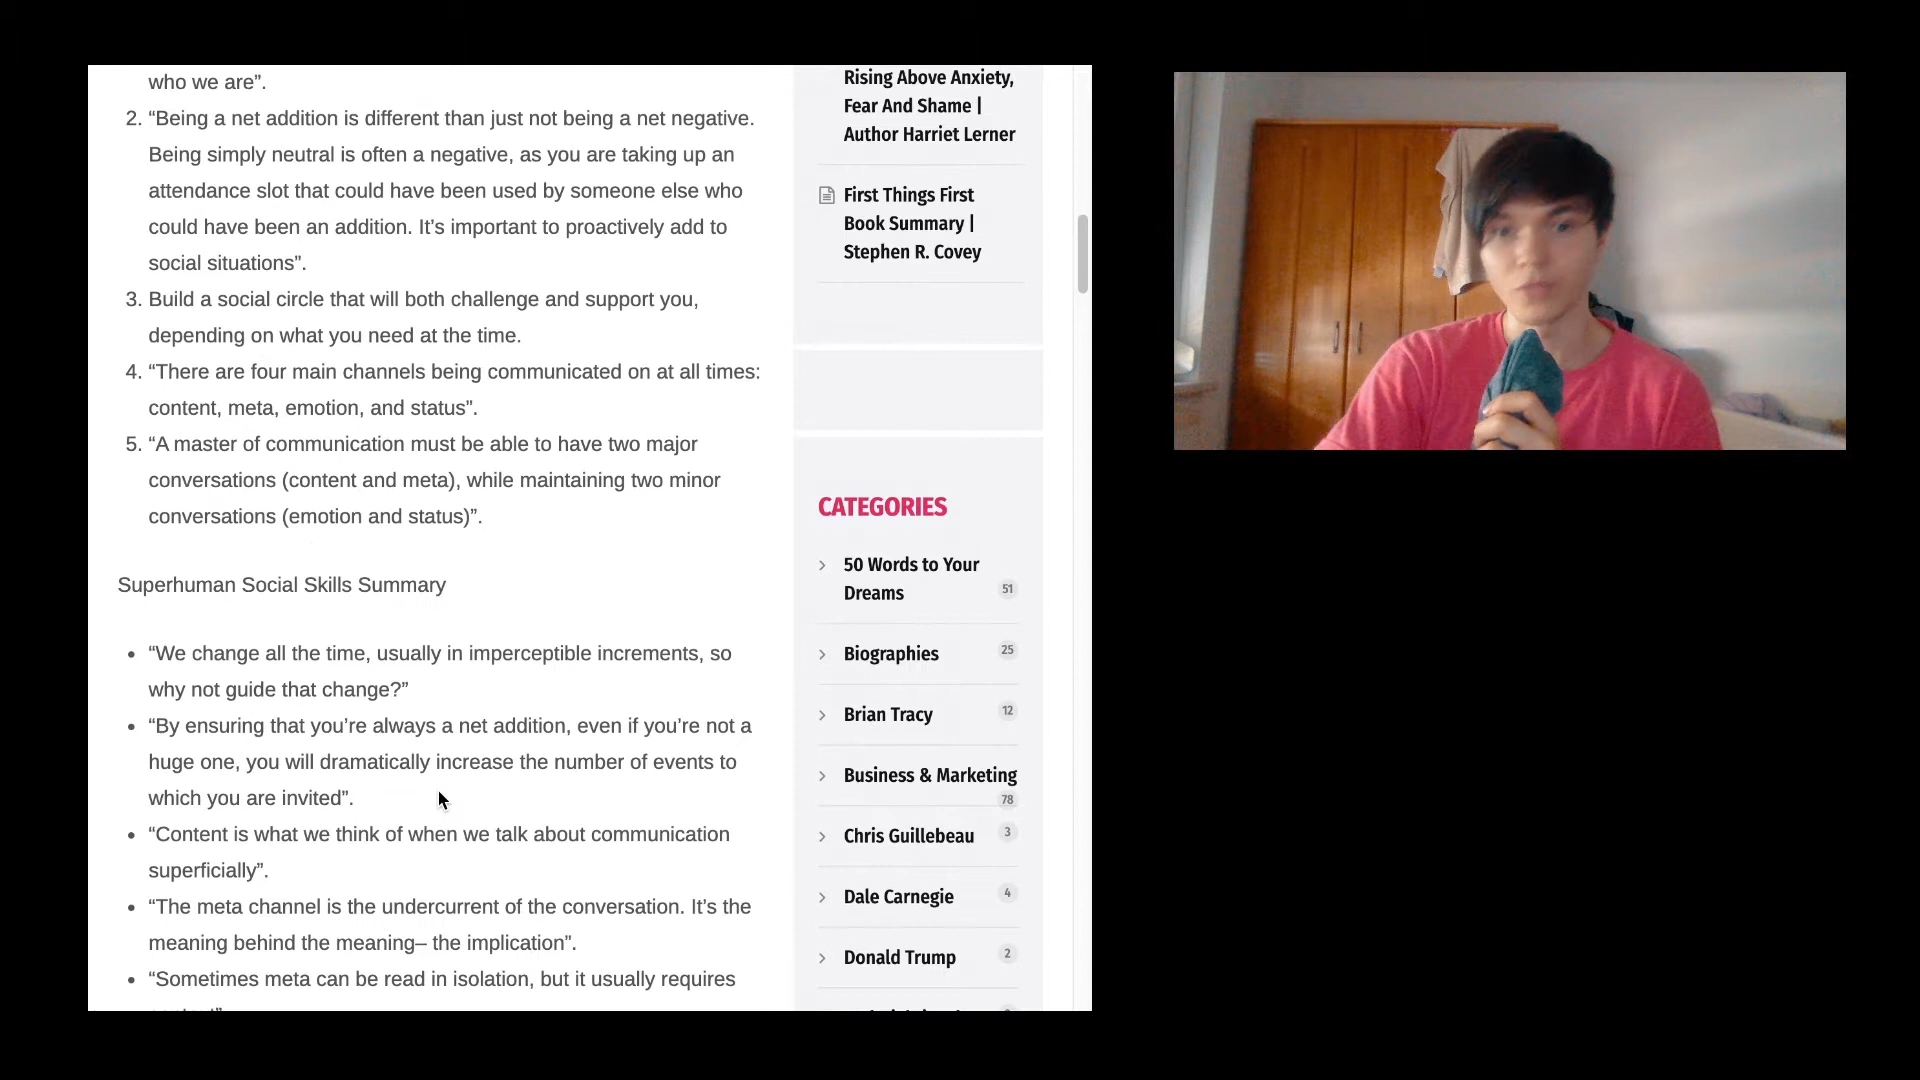 who we are”.
2. “Being a net addition is different than just not being a net negative.
Being simply neutral is often a negative, as you are taking up an
attendance slot that could have been used by someone else who
could have been an addition. It’s important to proactively add to
social situations”.
3. Build a social circle that will both challenge and support you,
depending on what you need at the time.
4. “There are four main channels being communicated on at all times:
content, meta, emotion, and status”.
5. “A master of communication must be able to have two major
conversations (content and meta), while maintaining two minor
conversations (emotion and status)”.
Superhuman Social Skills Summary
• “We change all the time, usually in imperceptible increments, so
why not guide that change?”
• “By ensuring that you’re always a net addition, even if you’re not a
huge one, you will dramatically increase the number of events to
which you are invited”.
• “Content is what we think of when we talk about communication
superficially”.
• “The meta channel is the undercurrent of the conversation. It’s the
meaning behind the meaning– the implication”.
• “Sometimes meta can be read in isolation, but it usually requires
Rising Above Anxiety,
Fear And Shame |
Author Harriet Lerner
First Things First
Book Summary |
Stephen R. Covey
CATEGORIES
50 Words to Your
Dreams 51
Biographies 25
Brian Tracy 12
Business & Marketing
78
Chris Guillebeau 3
Dale Carnegie 4
Donald Trump 2